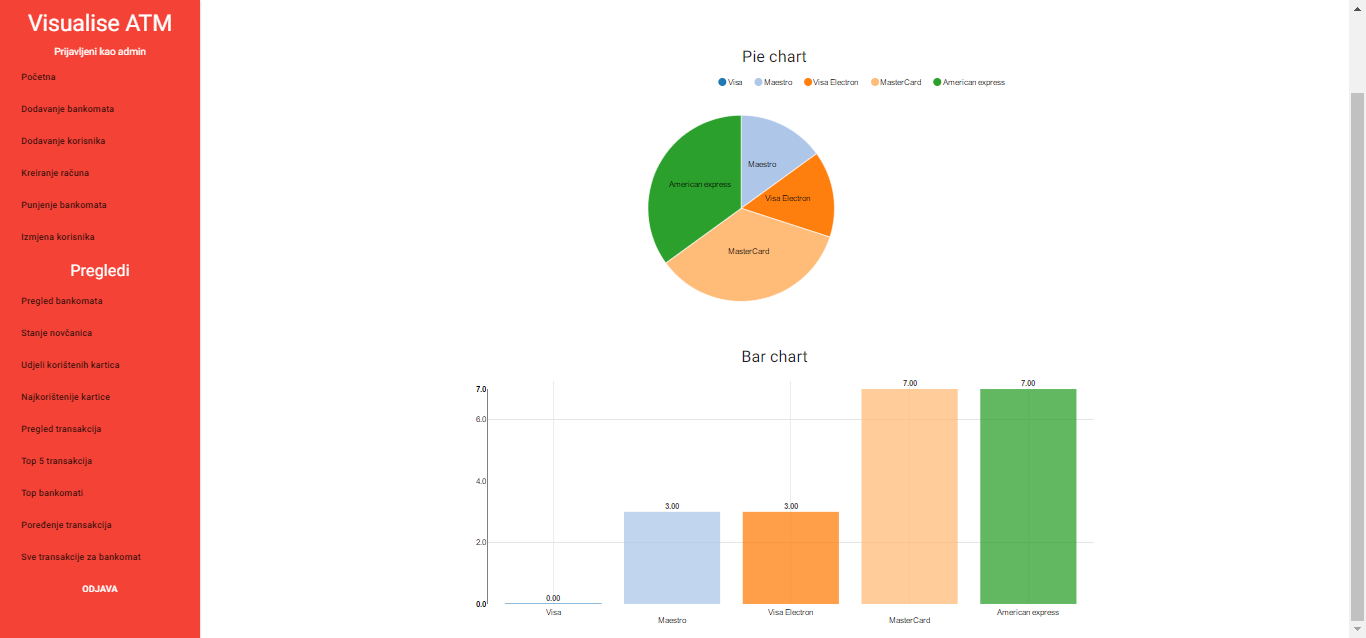 Visualise ATM
Prijavljeni kao admin
Početna
Dodavanje bankomata
Dodavanje korisnika
Kreiranje računa
Punjenje bankomata
Izmjena korisnika
Pregledi
Pregled bankomata
Stanje novčanica
Udjeli korištenih kartica
Najkorištenije kartice
Pregled transakcija
Top 5 transakcija
Top bankomati
Poređenje transakcija
Sve transakcije za bankomat
ODJAVA
Pie chart
Visa Maestro Visa Electron MasterCard American express
Maestro
American express
Visa Electron
MasterCard
Bar chart
7.00 7.00
7.0
6.0
3.00 3.00
4.0
2.0
0.00
0.0
Visa Visa Electron American express
Maestro MasterCard